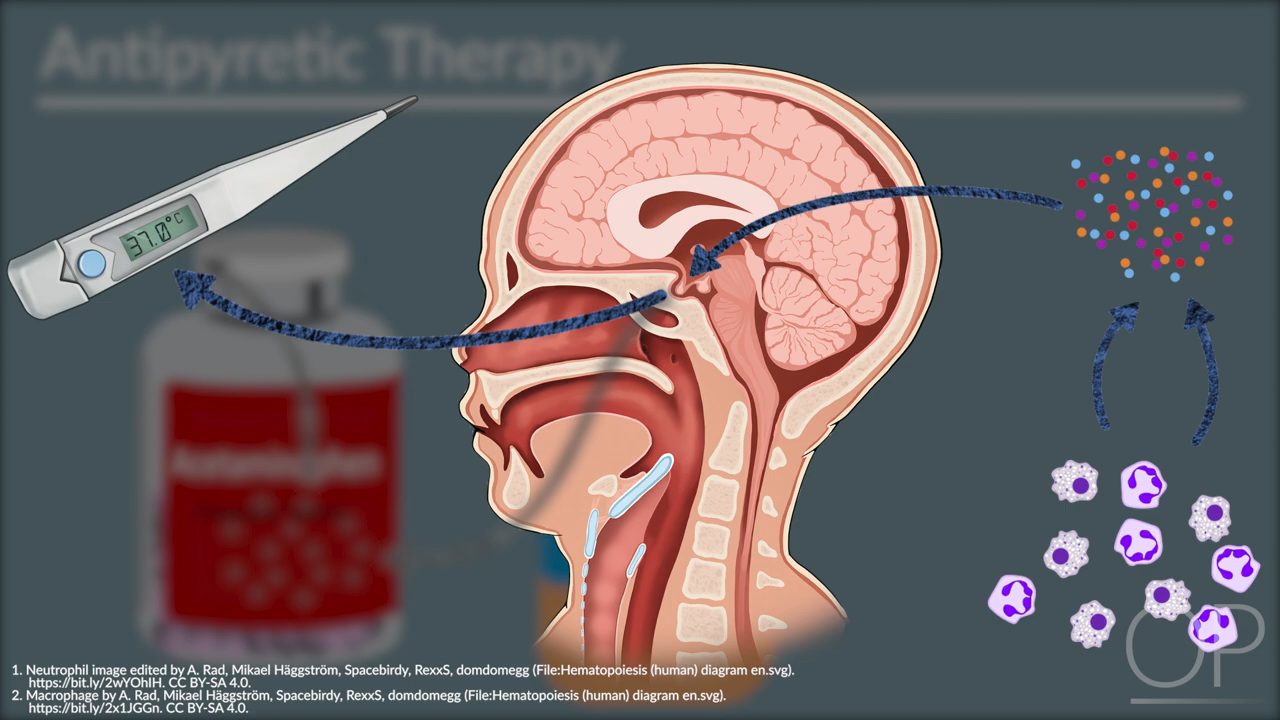 Antipyretic Therapy
37.0°C
Acetaminophen
1. Neutrophil image edited by A. Rad, Mikael Häggström, Spacebirdy, RexxS, domdomegg (File:Hematopoiesis (human) diagram en.svg).
https://bit.ly/2wYOhIH. CC BY-SA 4.0.
2. Macrophage by A. Rad, Mikael Häggström, Spacebirdy, RexxS, domdomegg (File:Hematopoiesis (human) diagram en.svg).
https://bit.ly/2x1JGGn. CC BY-SA 4.0.
OP